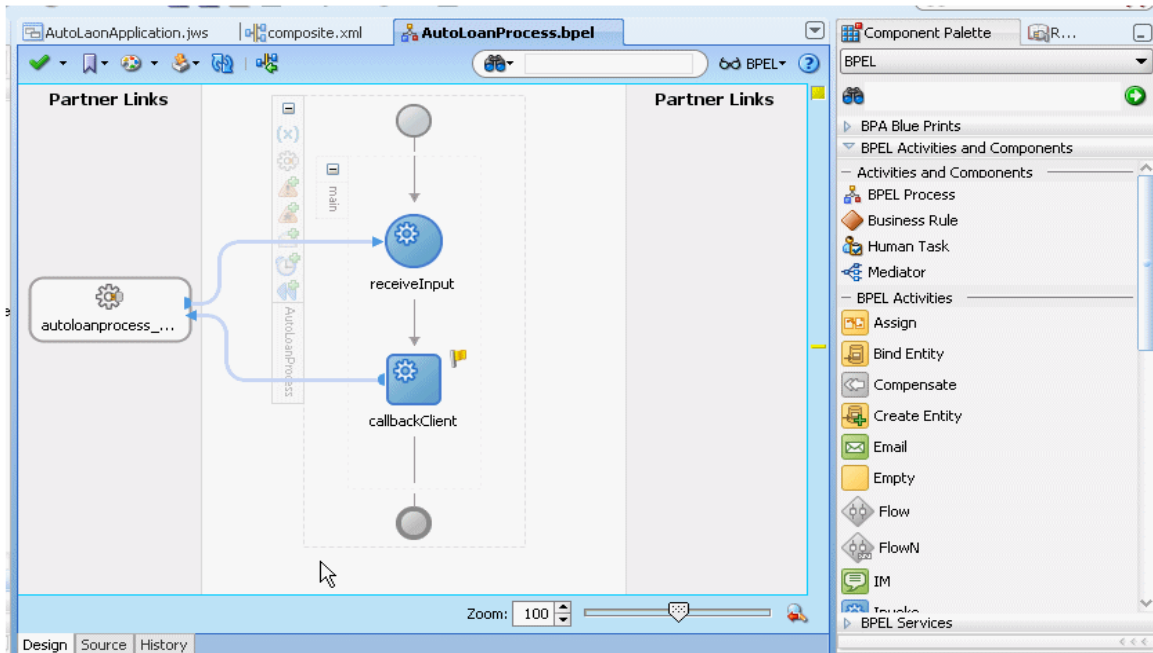 AutoLaonApplication.jws
composite.xml
AutoLoanProcess.bpel
BPEL
Partner Links
Partner Links
main
receiveInput
autoloanprocess_...
AutoLoanProcess
callbackClient
Zoom: 100
Design Source History
Component Palette
R...
BPEL
BPA Blue Prints
BPEL Activities and Components
Activities and Components
BPEL Process
Business Rule
Human Task
Mediator
BPEL Activities
Assign
Bind Entity
Compensate
Create Entity
Email
Empty
Flow
FlowN
IM
Invoke
BPEL Services